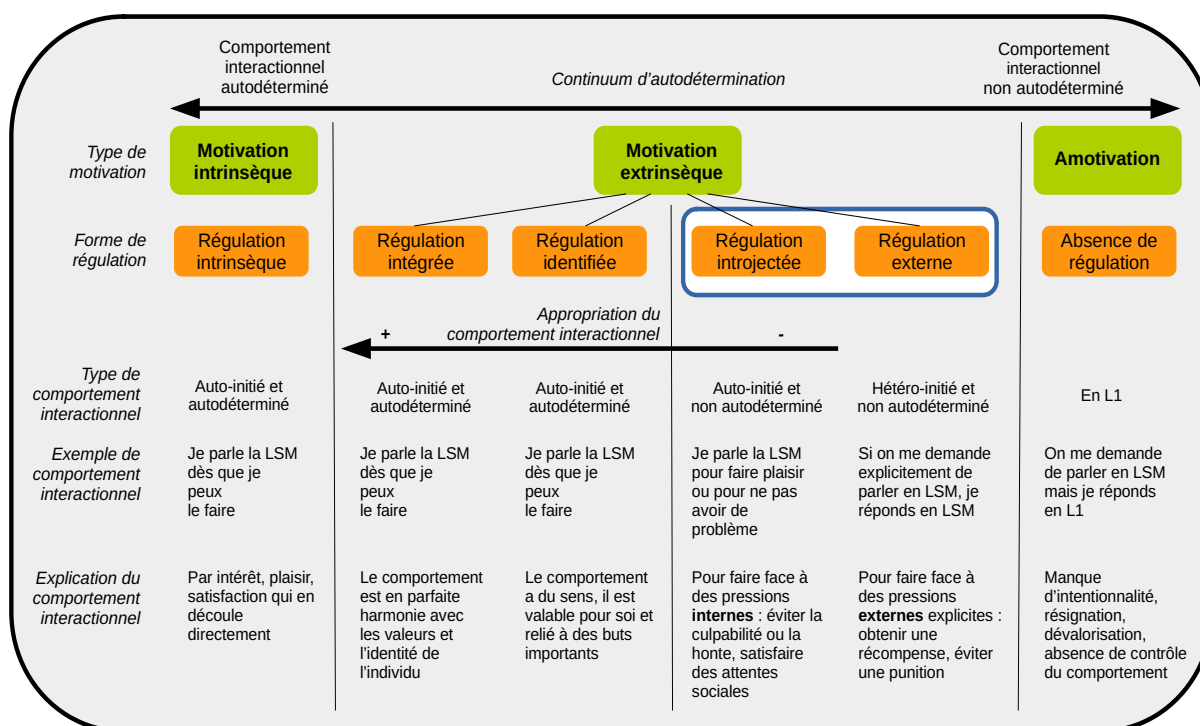 Comportement
interactionnel
autodéterminé
Continuum d’autodétermination
Comportement
interactionnel
non autodéterminé
Type de
motivation
Motivation
intrinsèque
Motivation
extrinsèque
Amotivation
Forme de
régulation
Régulation
intrinsèque
Régulation
intégrée
Régulation
identifiée
Régulation
introjectée
Régulation
externe
Absence de
régulation
Appropriation du
comportement interactionnel
+
-
Type de
comportement
interactionnel
Auto-initié et
autodéterminé
Auto-initié et
autodéterminé
Auto-initié et
autodéterminé
Auto-initié et
non autodéterminé
Hétéro-initié et
non autodéterminé
En L1
Exemple de
comportement
interactionnel
Je parle la LSM
dès que je
peux
le faire
Je parle la LSM
dès que je
peux
le faire
Je parle la LSM
dès que je
peux
le faire
Je parle la LSM
pour faire plaisir
ou pour ne pas
avoir de
problème
Si on me demande
explicitement de
parler en LSM, je
réponds en LSM
On me demande
de parler en LSM
mais je réponds
en L1
Explication du
comportement
interactionnel
Par intérêt, plaisir,
satisfaction qui en
découle
directement
Le comportement
est en parfaite
harmonie avec
les valeurs et
l’identité de
l’individu
Le comportement
a du sens, il est
valable pour soi et
relié à des buts
importants
Pour faire face à
des pressions
internes : éviter la
culpabilité ou la
honte, satisfaire
des attentes
sociales
Pour faire face à
des pressions
externes explicites :
obtenir une
récompense, éviter
une punition
Manque
d’intentionnalité,
résignation,
dévalorisation,
absence de contrôle
du comportement